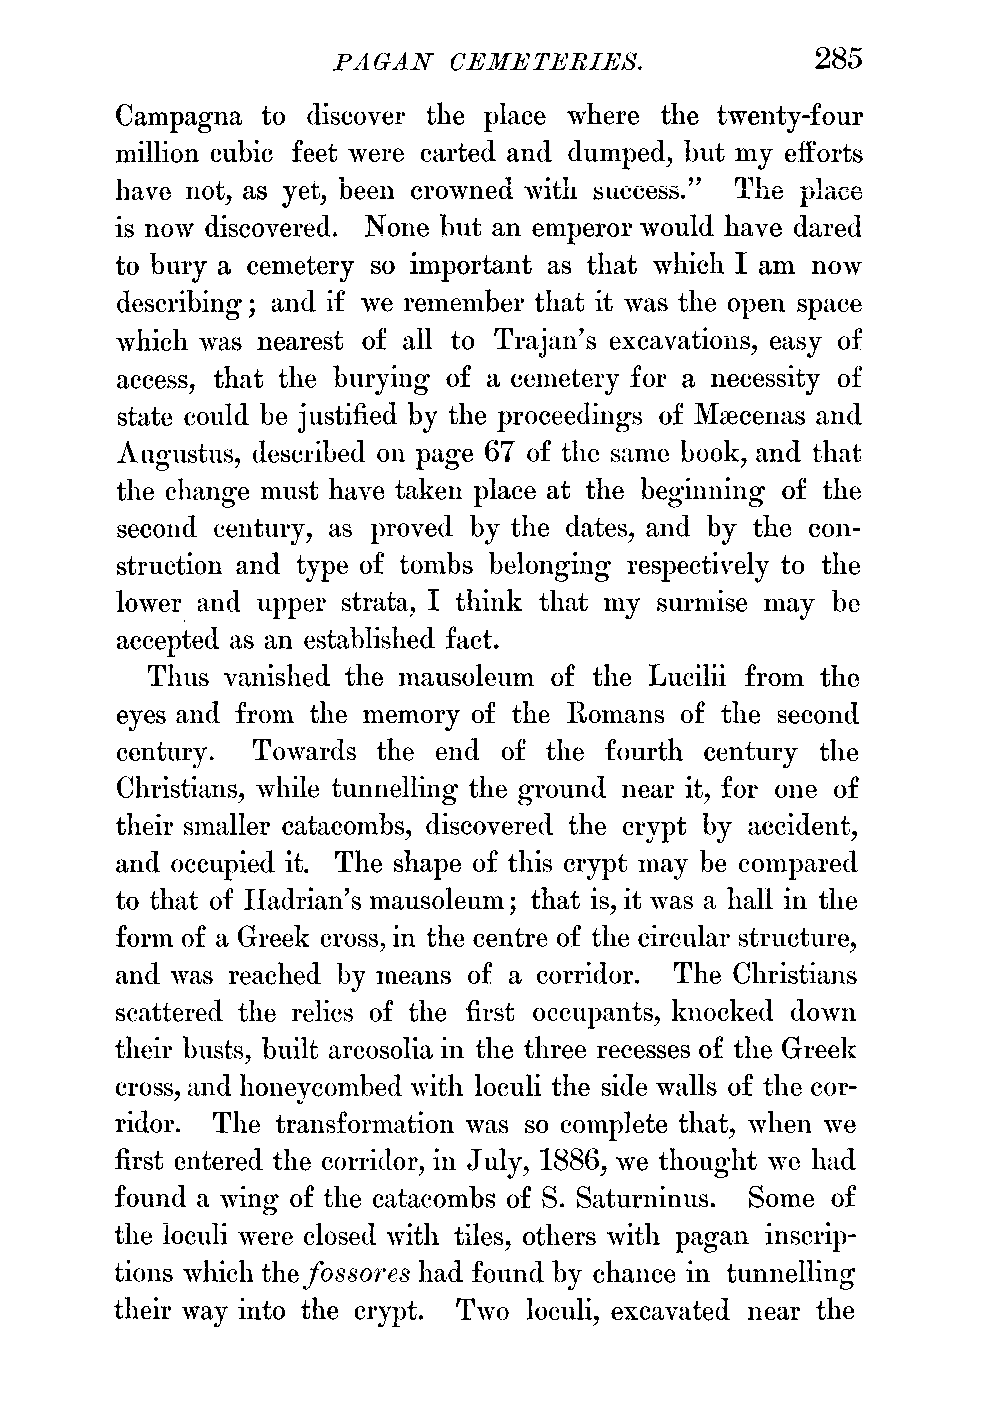 PAGAN CEMETERIES. 285
Campagna to discover the place where the twenty-four
million cubic feet were carted and dumped, but my efforts
have not, as yet, been crowned with success.” The place
is now discovered. None but an emperor would have dared
to bury a cemetery so important as that which I am now
describing; and if we remember that it was the open space
which was nearest of all to Trajan’s excavations, easy of
access, that the burying of a cemetery for a necessity of
state could be justified by the proceedings of Mæcenas and
Augustus, described on page 67 of the same book, and that
the change must have taken place at the beginning of the
second century, as proved by the dates, and by the con-
struction and type of tombs belonging respectively to the
lower and upper strata, I think that my surmise may be
accepted as an established fact.
Thus vanished the mausoleum of the Lucilii from the
eyes and from the memory of the Romans of the second
century. Towards the end of the fourth century the
Christians, while tunnelling the ground near it, for one of
their smaller catacombs, discovered the crypt by accident,
and occupied it. The shape of this crypt may be compared
to that of Hadrian’s mausoleum; that is, it was a hall in the
form of a Greek cross, in the centre of the circular structure,
and was reached by means of a corridor. The Christians
scattered the relics of the first occupants, knocked down
their busts, built arcosolia in the three recesses of the Greek
cross, and honeycombed with loculi the side walls of the cor-
ridor. The transformation was so complete that, when we
first entered the corridor, in July, 1886, we thought we had
found a wing of the catacombs of S. Saturninus. Some of
the loculi were closed with tiles, others with pagan inscrip-
tions which the fossores had found by chance in tunnelling
their way into the crypt. Two loculi, excavated near the